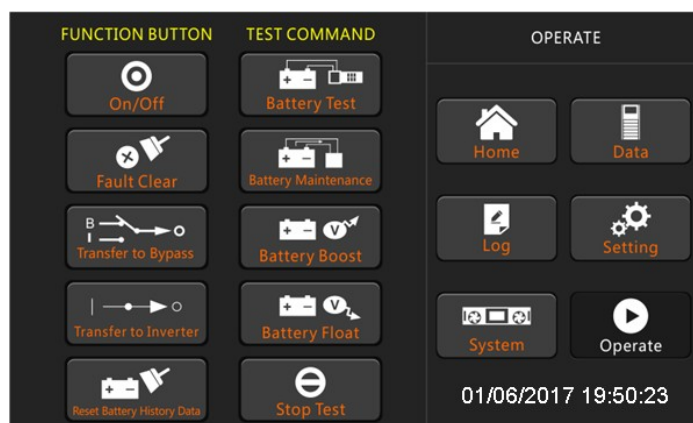 FUNCTION BUTTON
TEST COMMAND
OPERATE
On/Off
Battery Test
Fault Clear
Battery Maintenance
B
I
Transfer to Bypass
V
Battery Boost
Transfer to Inverter
V
Battery Float
Reset Battery History Data
Stop Test
Home
Data
Log
Setting
System
Operate
01/06/2017 19:50:23